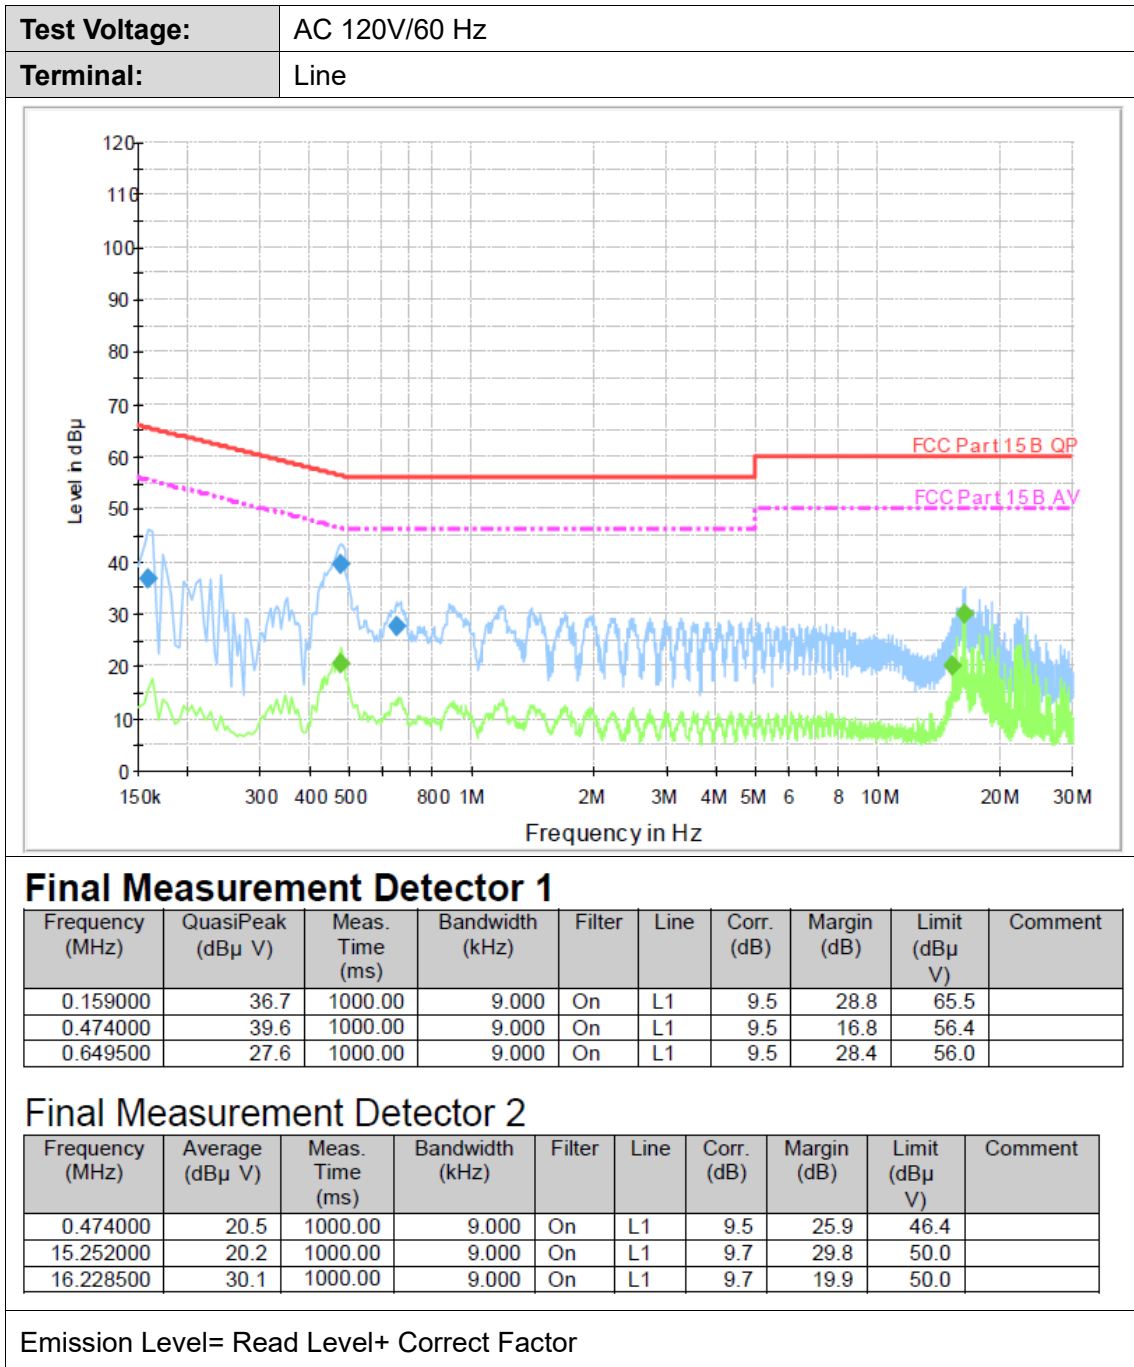 Test Voltage: AC 120V/60 Hz
Terminal: Line
120
110
100
90
80
70
60
50
40
30
20
10
0
Level in dBµ
FCC Part 15 B QP
FCC Part 15 B AV
150k 300 400 500 800 1M 2M 3M 4M 5M 6 8 10M 20M 30M
Frequency in Hz
Final Measurement Detector 1
Frequency (MHz) QuasiPeak (dBµ V) Meas. Time (ms) Bandwidth (kHz) Filter Line Corr. (dB) Margin (dB) Limit (dBµ V) Comment
0.159000 36.7 1000.00 9.000 On L1 9.5 28.8 65.5
0.474000 39.6 1000.00 9.000 On L1 9.5 16.8 56.4
0.649500 27.6 1000.00 9.000 On L1 9.5 28.4 56.0
Final Measurement Detector 2
Frequency (MHz) Average (dBµ V) Meas. Time (ms) Bandwidth (kHz) Filter Line Corr. (dB) Margin (dB) Limit (dBµ V) Comment
0.474000 20.5 1000.00 9.000 On L1 9.5 25.9 46.4
15.252000 20.2 1000.00 9.000 On L1 9.7 29.8 50.0
16.228500 30.1 1000.00 9.000 On L1 9.7 19.9 50.0
Emission Level= Read Level+ Correct Factor